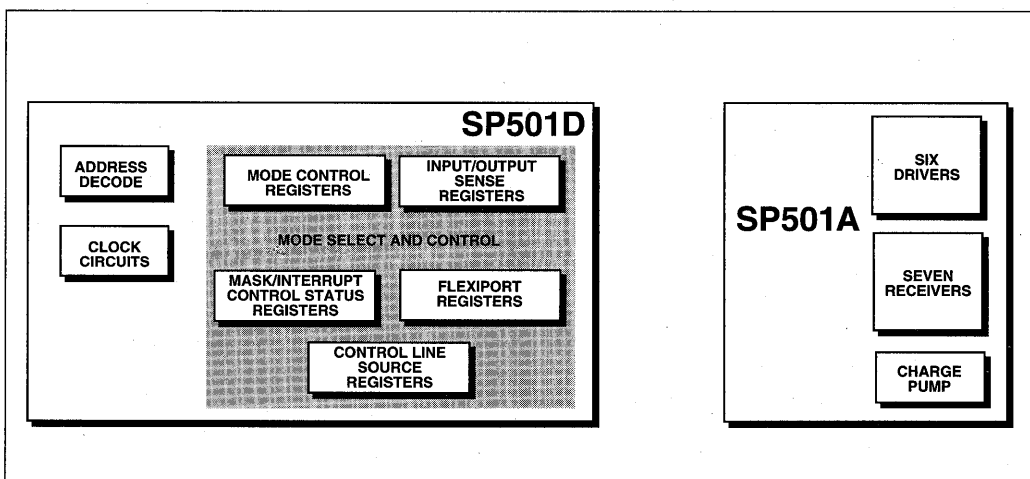 SP501D
ADDRESS
DECODE
CLOCK
CIRCUITS
MODE CONTROL
REGISTERS
INPUT/OUTPUT
SENSE
REGISTERS
MODE SELECT AND CONTROL
MASK/INTERRUPT
CONTROL STATUS
REGISTERS
FLEXIPORT
REGISTERS
CONTROL LINE
SOURCE
REGISTERS
SP501A
SIX
DRIVERS
SEVEN
RECEIVERS
CHARGE
PUMP